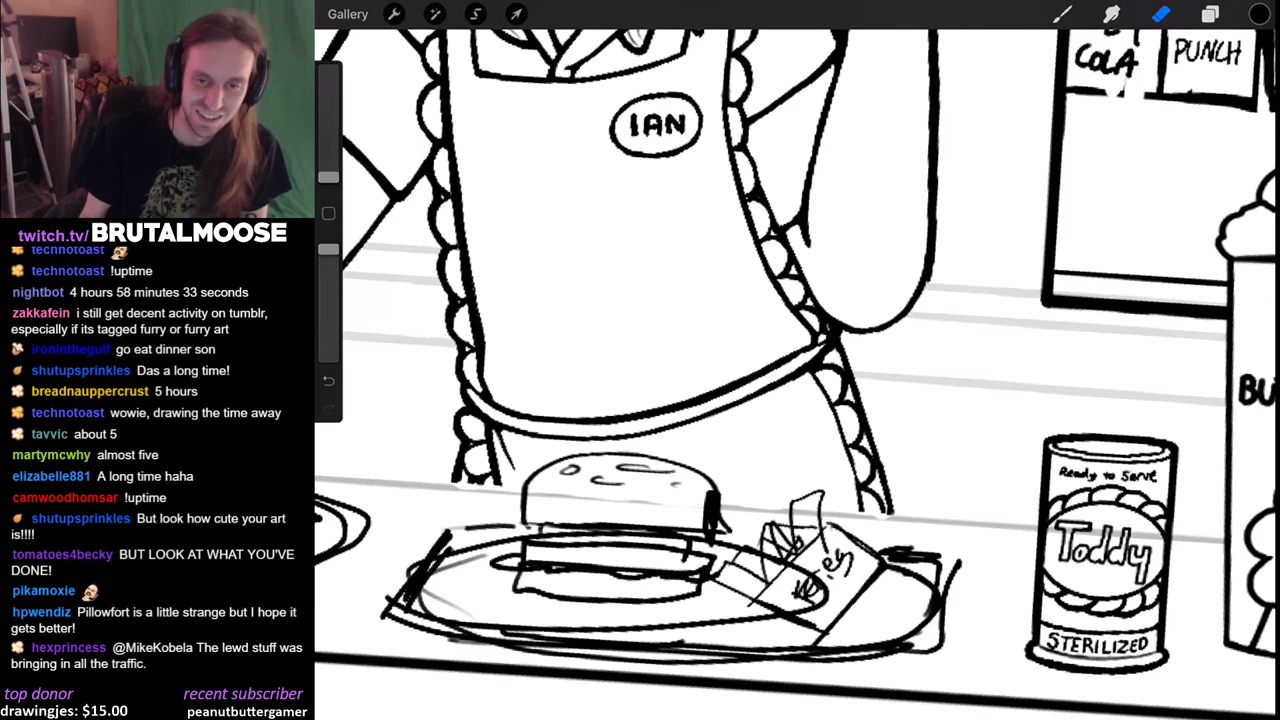 Gallery
COLA
PUNCH
IAN
twitch.tv/BRUTALMOOSE
technotoast
technotoast !uptime
nightbot 4 hours 58 minutes 33 seconds
zakkafein i still get decent activity on tumblr,
especially if its tagged furry or furry art
ironinthegulf go eat dinner son
shutupsprinkles Das a long time!
breadnauppercrust 5 hours
technotoast wowie, drawing the time away
tavvic about 5
martymcwhy almost five
elizabelle881 A long time haha
camwoodhomsar !uptime
shutupsprinkles But look how cute your art
is!!!!
tomatoes4becky BUT LOOK AT WHAT YOU'VE
DONE!
pikamoxie
hpwendiz Pillowfort is a little strange but I hope it
gets better!
hexprincess @MikeKobela The lewd stuff was
bringing in all the traffic.
top donor
drawingjes: $15.00
recent subscriber
peanutbuttergamer
Ready to Serve
Toddy
STERILIZED
BU